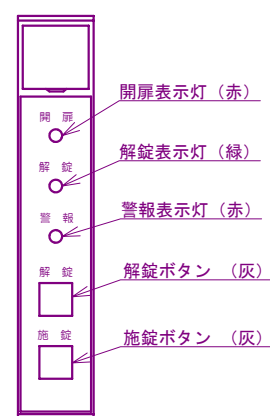 開扉表示灯（赤）
開 扉
解錠表示灯（緑）
解 錠
警報表示灯（赤）
警 報
解錠ボタン （灰）
解 錠
施錠ボタン （灰）
施 錠